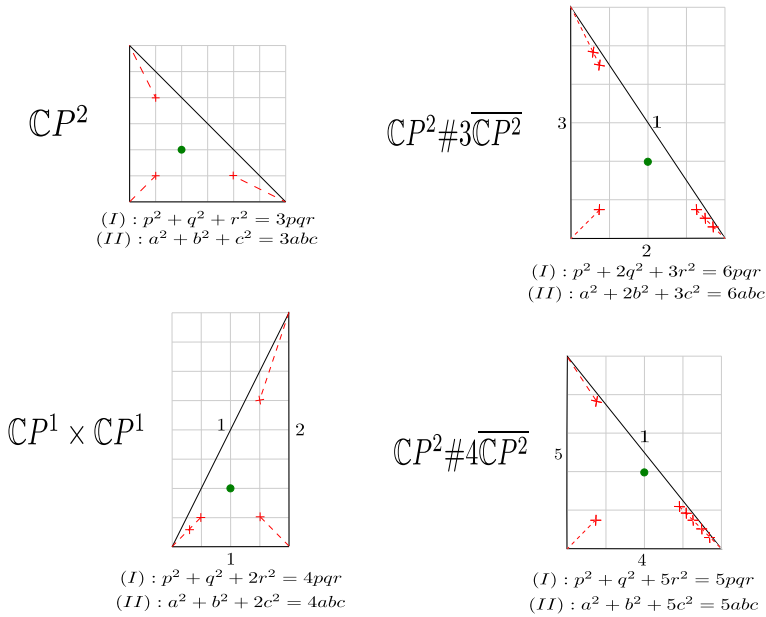 ℂP²
(I) : p² + q² + r² = 3pqr
(II) : a² + b² + c² = 3abc
ℂP²#3\overline{ℂP²}
3
1
2
(I) : p² + 2q² + 3r² = 6pqr
(II) : a² + 2b² + 3c² = 6abc
ℂP¹ × ℂP¹
1
2
1
(I) : p² + q² + 2r² = 4pqr
(II) : a² + b² + 2c² = 4abc
ℂP²#4\overline{ℂP²}
5
1
4
(I) : p² + q² + 5r² = 5pqr
(II) : a² + b² + 5c² = 5abc